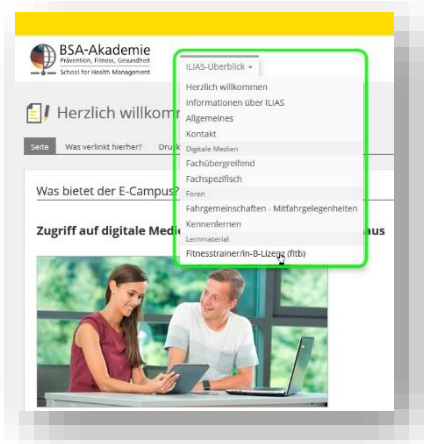 BSA-Akademie
Prävention, Fitness, Gesundheit
School for Health Management
ILIAS-Überblick
Herzlich willkommen
Informationen über ILIAS
Allgemeines
Kontakt
Digitale Medien
Fachübergreifend
Fachspezifisch
Foren
Fahrgemeinschaften - Mitfahrgelegenheiten
Kennenlernen
Lernmaterial
Fitnesstrainer/in-B-Lizenz (fitb)
Herzlich willkomm
Seite Was verlinkt hierher? Druck
Was bietet der E-Campus?
Zugriff auf digitale Medi aus